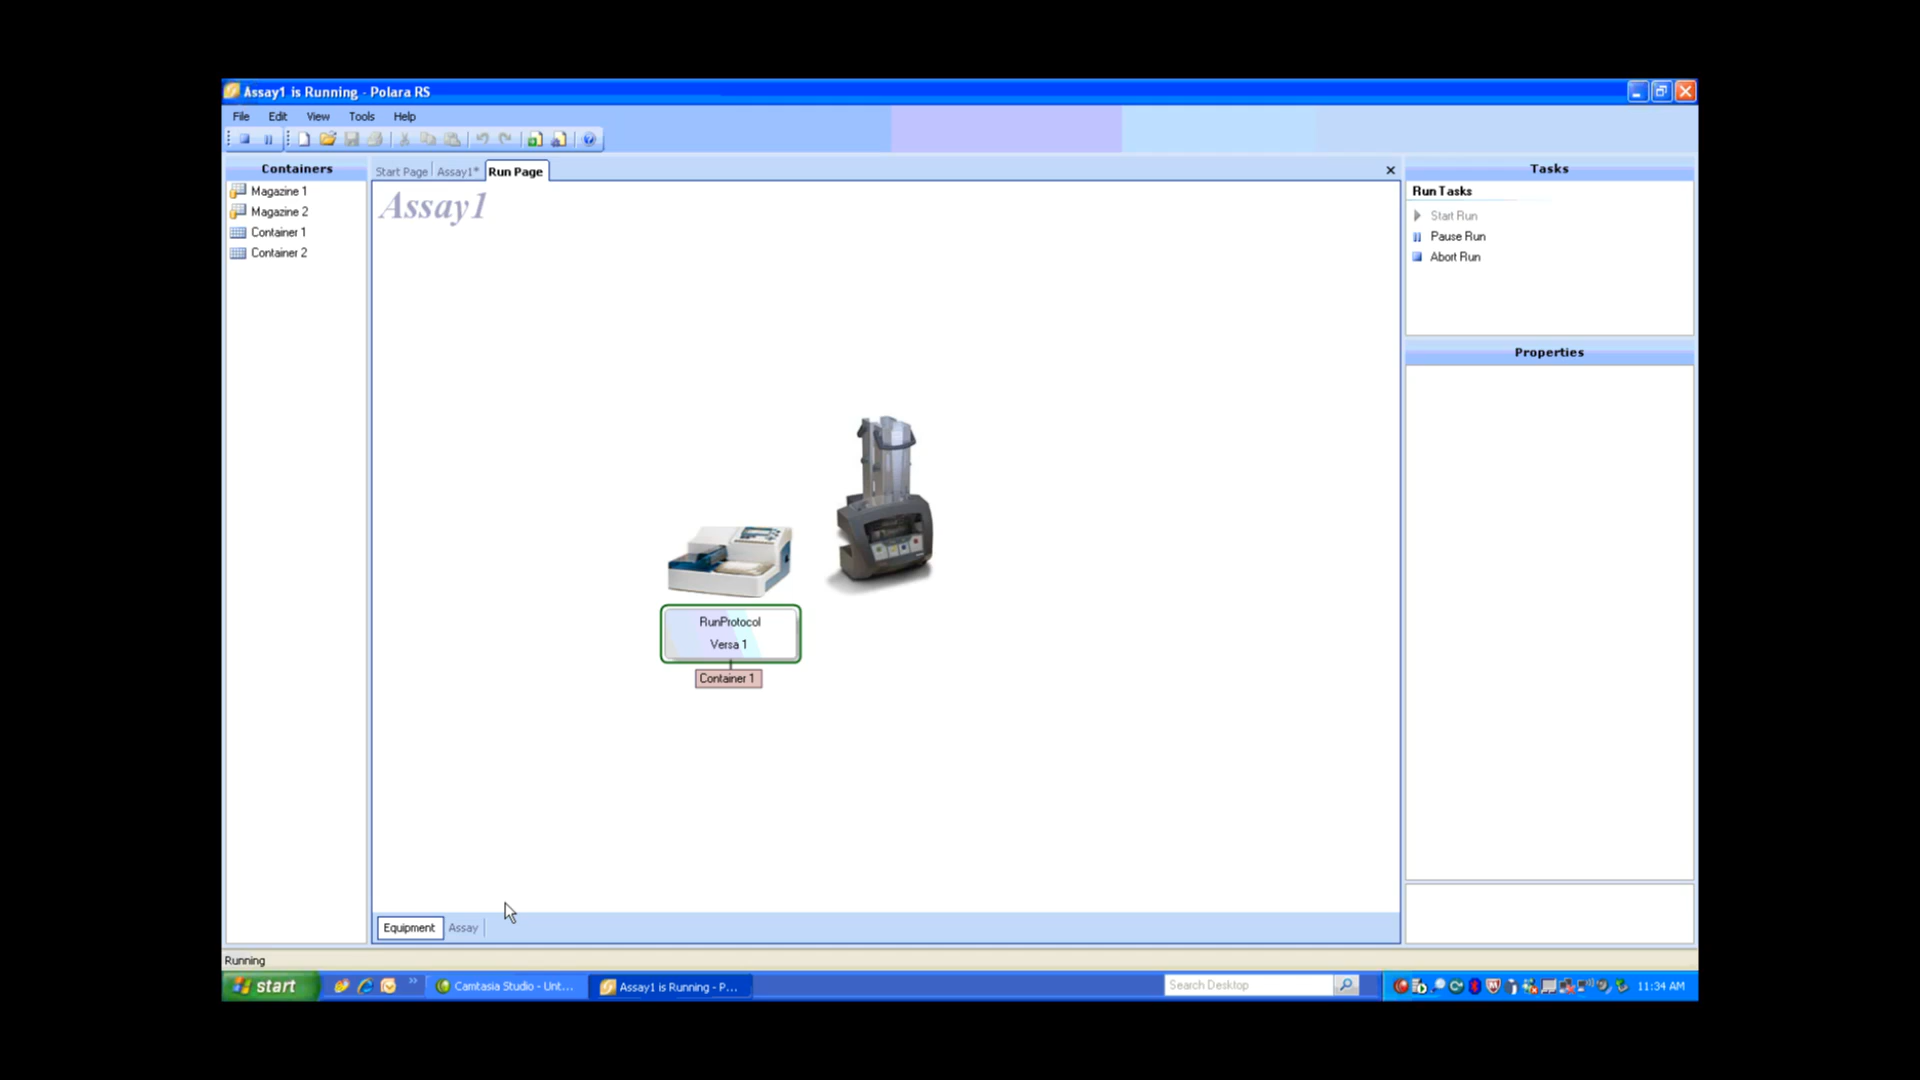 Assay1 is Running - Polara RS
File Edit View Tools Help
Containers
Magazine 1
Magazine 2
Container 1
Container 2
Start Page Assay1* Run Page
Assay1
RunProtocol
Versa 1
Container 1
Equipment Assay
Tasks
Run Tasks
Start Run
Pause Run
Abort Run
Properties
Running
start
Camtasia Studio - Unt...
Assay1 is Running - P...
Search Desktop
11:34 AM